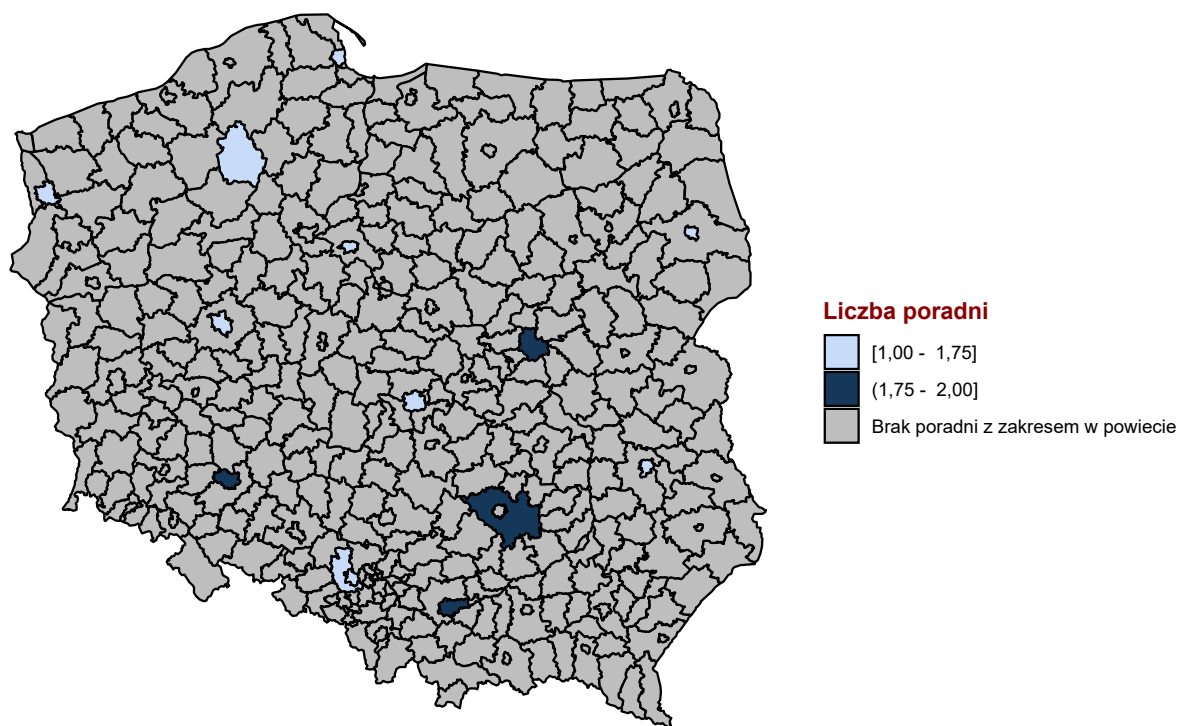 Liczba poradni
[1,00 - 1,75]
(1,75 - 2,00]
Brak poradni z zakresem w powiecie